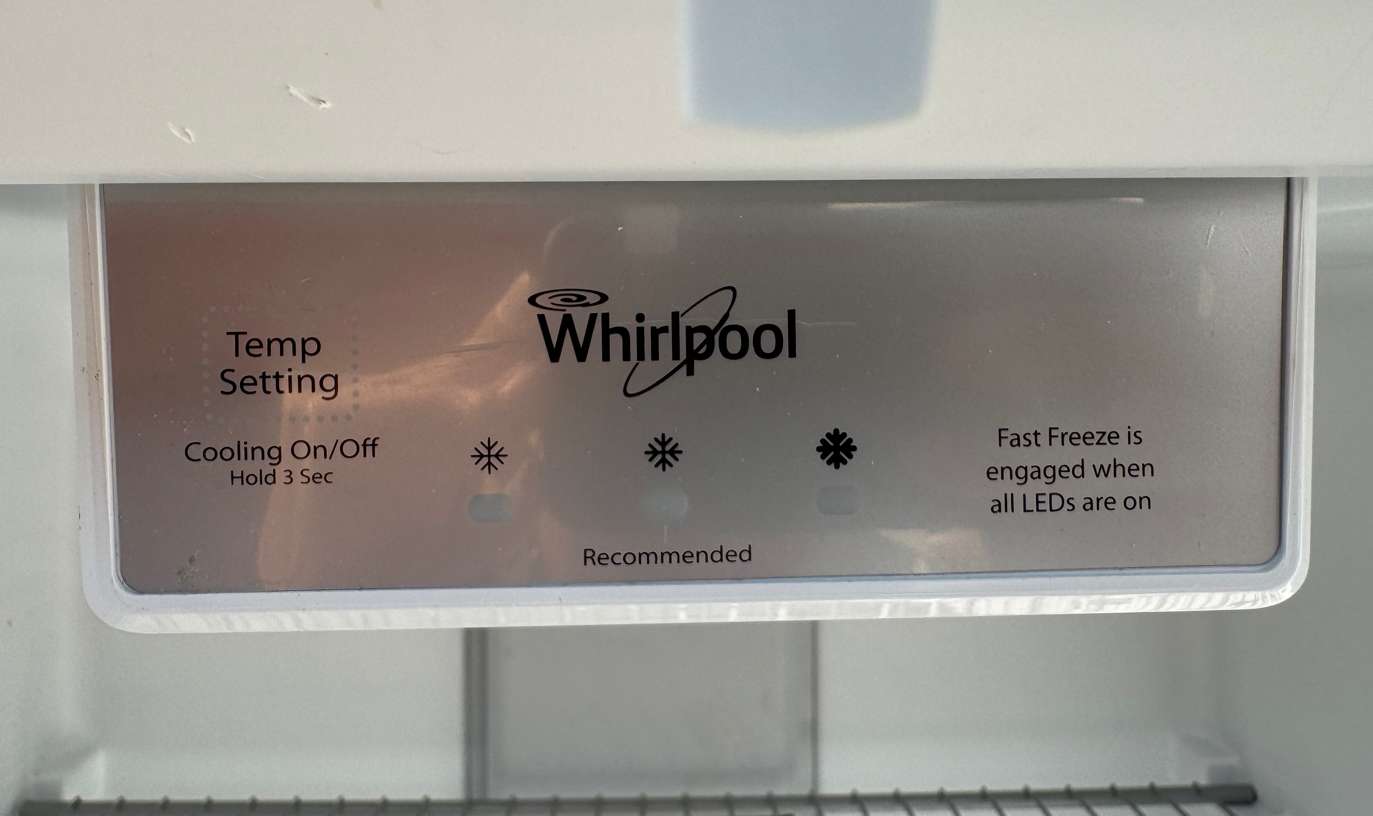 Whirlpool
Temp
Setting
Cooling On/Off
Hold 3 Sec
Recommended
Fast Freeze is
engaged when
all LEDs are on